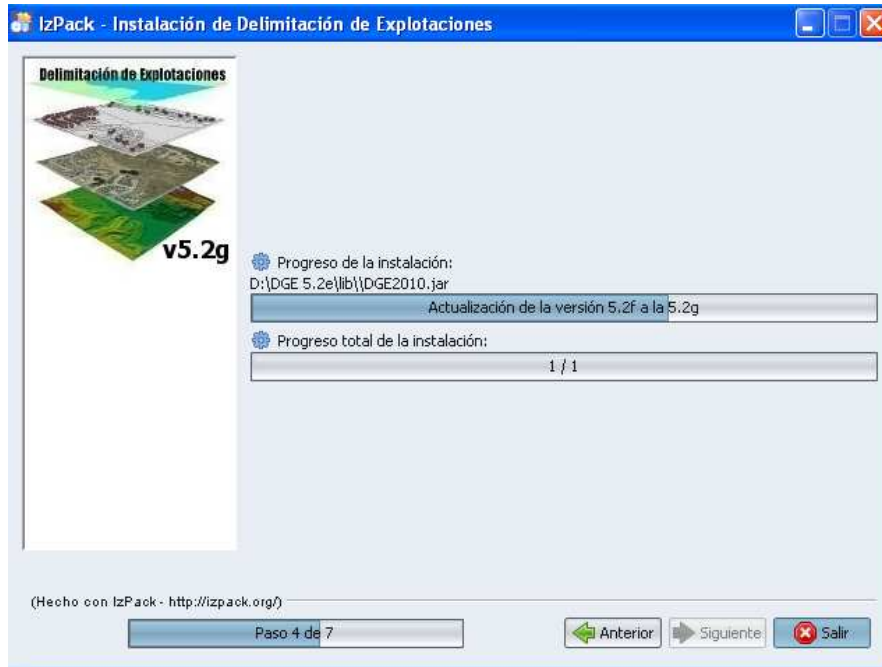 IzPack - Instalación de Delimitación de Explotaciones
Delimitación de Explotaciones
v5.2g
Progreso de la instalación:
D:\DGE 5.2e\lib\\DGE2010.jar
Actualización de la versión 5.2f a la 5.2g
Progreso total de la instalación:
1 / 1
(Hecho con IzPack - http://izpack.org/)
Paso 4 de 7
Anterior
Siguiente
Salir